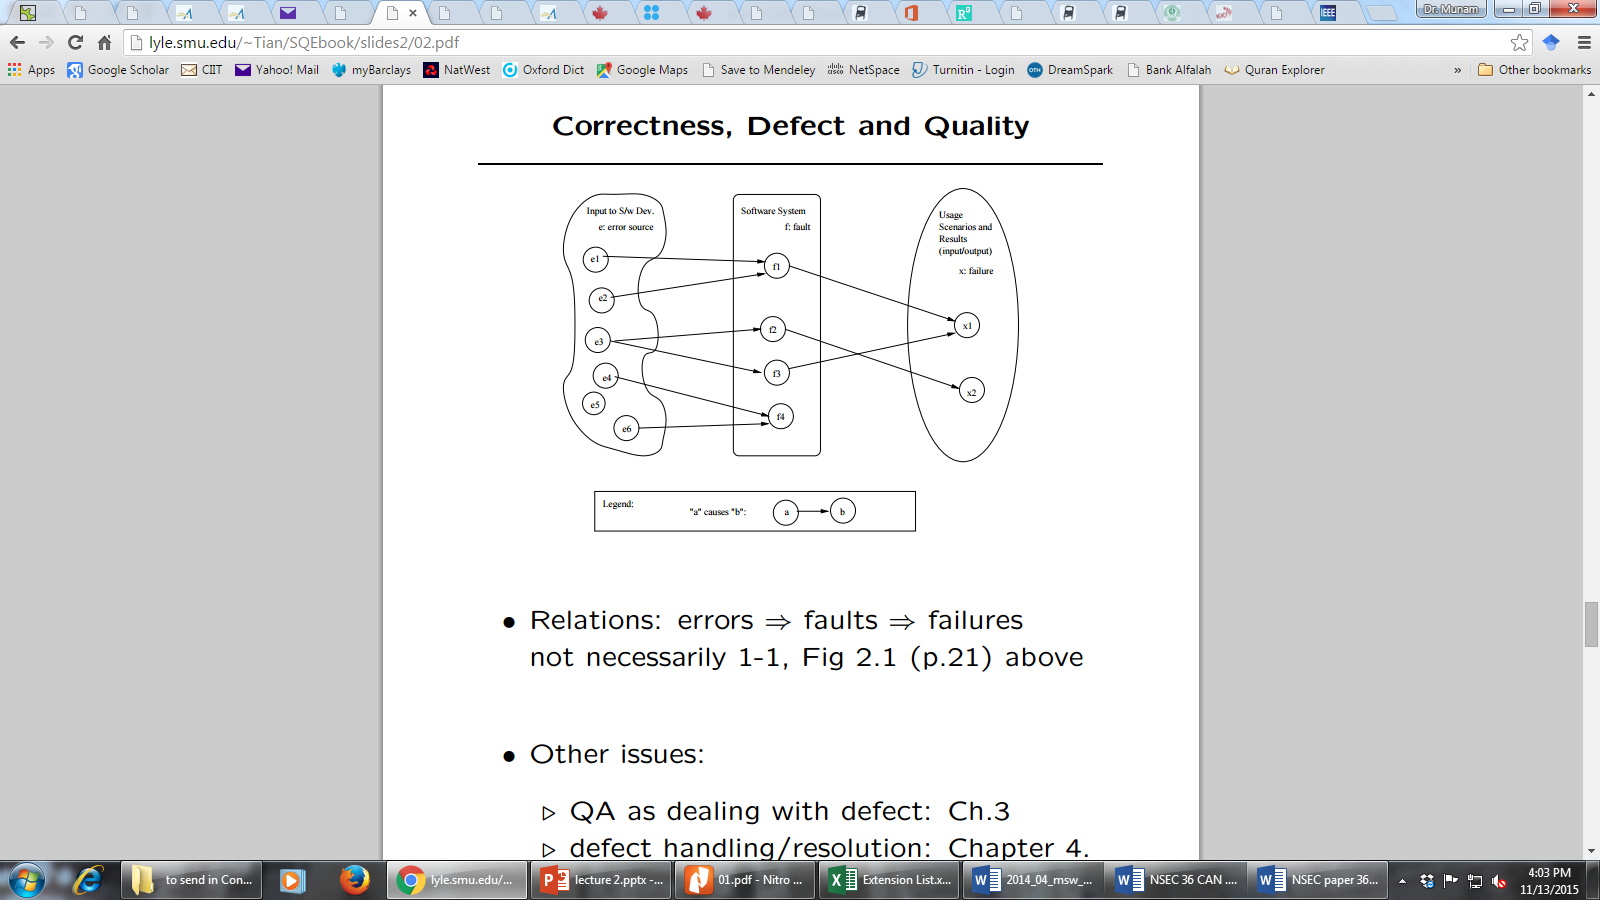 Dr. Munam
lyle.smu.edu/~Tian/SQEbook/slides2/02.pdf
Apps Google Scholar CIIT Yahoo! Mail myBarclays NatWest Oxford Dict Google Maps Save to Mendeley NetSpace Turnitin - Login DreamSpark Bank Alfalah Quran Explorer » Other bookmarks
Correctness, Defect and Quality
Input to S/w Dev.
e: error source
e1
e2
e3
e4
e5
e6
Software System
f: fault
f1
f2
f3
f4
Usage
Scenarios and
Results
(input/output)
x: failure
x1
x2
Legend:
"a" causes "b":
a
b
• Relations: errors ⇒ faults ⇒ failures
not necessarily 1-1, Fig 2.1 (p.21) above
• Other issues:
▷ QA as dealing with defect: Ch.3
▷ defect handling/resolution: Chapter 4.
to send in Con... lyle.smu.edu/... lecture 2.pptx -... 01.pdf - Nitro ... Extension List.x... 2014_04_msw_... NSEC 36 CAN .... NSEC paper 36...
4:03 PM
11/13/2015